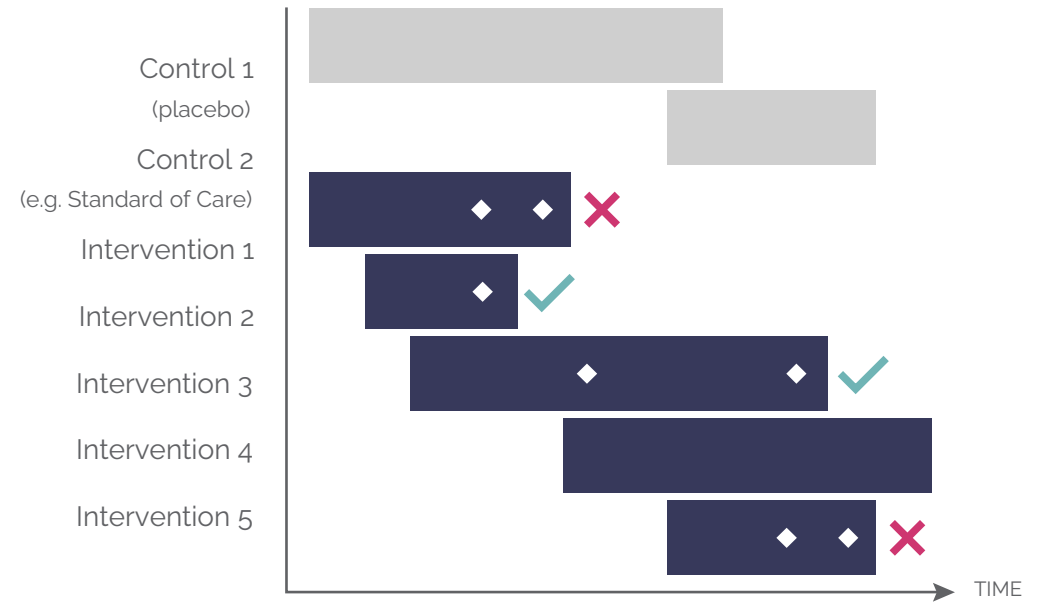 Control 1
(placebo)
Control 2
(e.g. Standard of Care)
Intervention 1
Intervention 2
Intervention 3
Intervention 4
Intervention 5
TIME